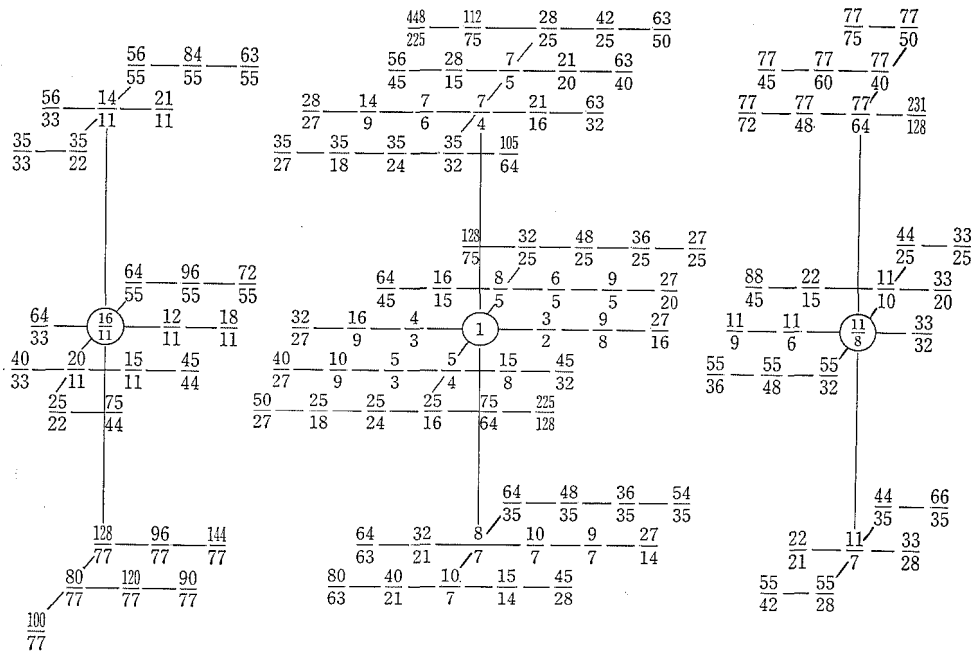 448/225 — 112/75 — 28/25 — 42/25 — 63/50
77/75 — 77/50
56/55 — 84/55 — 63/55
56/45 — 28/15 — 7/5 — 21/20 — 63/40
77/45 — 77/60 — 77/40
56/33 — 14/11 — 21/11
28/27 — 14/9 — 7/6 — 7/4 — 21/16 — 63/32
77/72 — 77/48 — 77/64 — 231/128
35/33 — 35/22
35/27 — 35/18 — 35/24 — 35/32 — 105/64
128/75 — 32/25 — 48/25 — 36/25 — 27/25
44/25 — 33/25
64/55 — 96/55 — 72/55
64/45 — 16/15 — 8/5 — 6/5 — 9/5 — 27/20
88/45 — 22/15 — 11/10 — 33/20
64/33 — 16/11 — 12/11 — 18/11
32/27 — 16/9 — 4/3 — 1 — 3/2 — 9/8 — 27/16
11/9 — 11/6 — 11/8 — 33/32
40/33 — 20/11 — 15/11 — 45/44
40/27 — 10/9 — 5/3 — 5/4 — 15/8 — 45/32
55/36 — 55/48 — 55/32
25/22 — 75/44
50/27 — 25/18 — 25/24 — 25/16 — 75/64 — 225/128
64/35 — 48/35 — 36/35 — 54/35
44/35 — 66/35
128/77 — 96/77 — 144/77
64/63 — 32/21 — 8/7 — 10/7 — 9/7 — 27/14
22/21 — 11/7 — 33/28
80/77 — 120/77 — 90/77
80/63 — 40/21 — 10/7 — 15/14 — 45/28
55/42 — 55/28
100/77